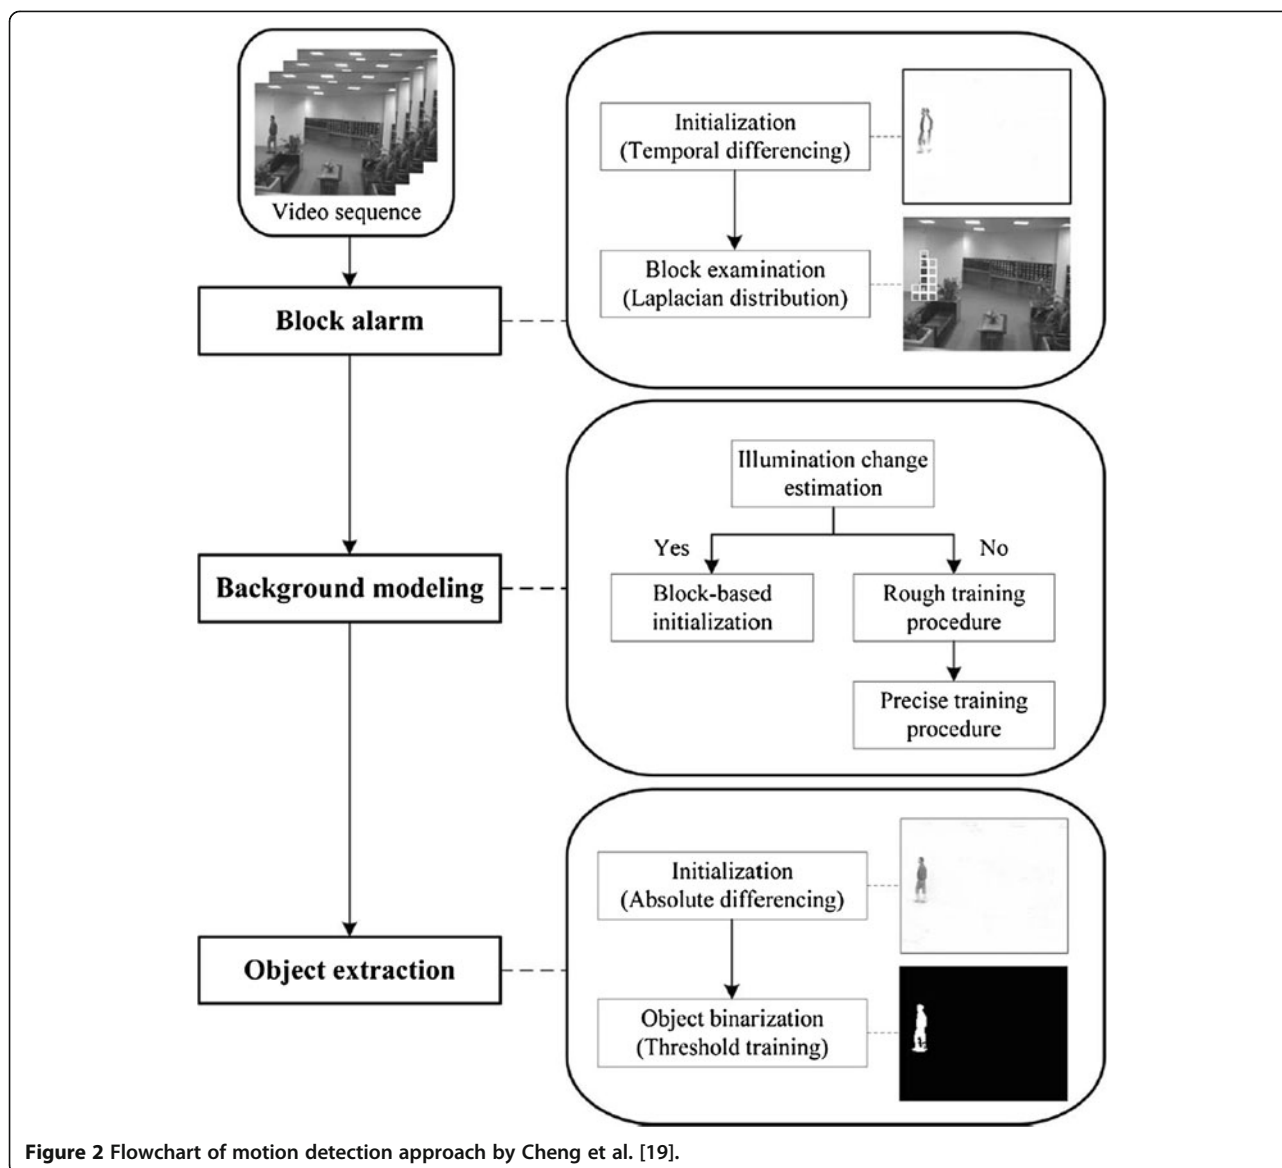 Video sequence
Block alarm
Initialization
(Temporal differencing)
Block examination
(Laplacian distribution)
Background modeling
Illumination change
estimation
Yes
No
Block-based
initialization
Rough training
procedure
Precise training
procedure
Object extraction
Initialization
(Absolute differencing)
Object binarization
(Threshold training)
Figure 2 Flowchart of motion detection approach by Cheng et al. [19].